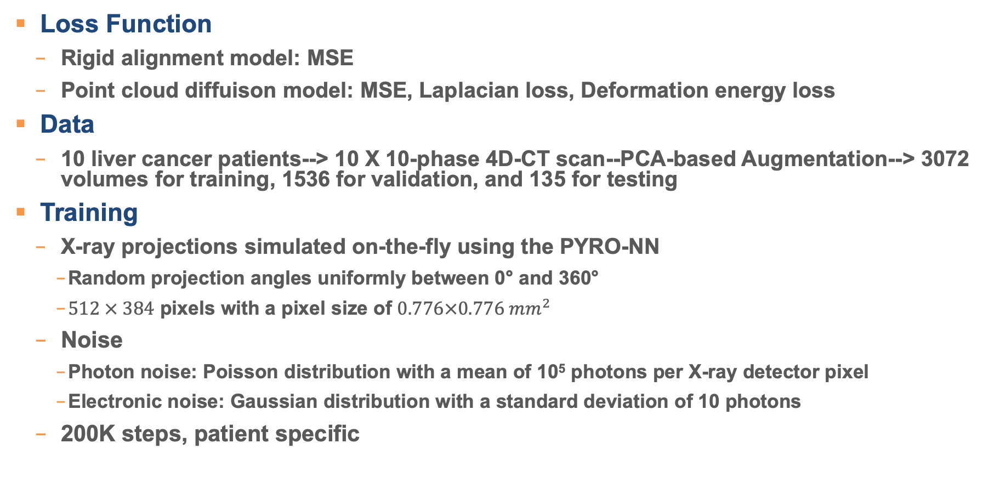 ▪ Loss Function
– Rigid alignment model: MSE
– Point cloud diffuison model: MSE, Laplacian loss, Deformation energy loss
▪ Data
– 10 liver cancer patients--> 10 X 10-phase 4D-CT scan--PCA-based Augmentation--> 3072
volumes for training, 1536 for validation, and 135 for testing
▪ Training
– X-ray projections simulated on-the-fly using the PYRO-NN
– Random projection angles uniformly between 0° and 360°
– 512 × 384 pixels with a pixel size of 0.776×0.776 mm²
– Noise
– Photon noise: Poisson distribution with a mean of 10⁵ photons per X-ray detector pixel
– Electronic noise: Gaussian distribution with a standard deviation of 10 photons
– 200K steps, patient specific